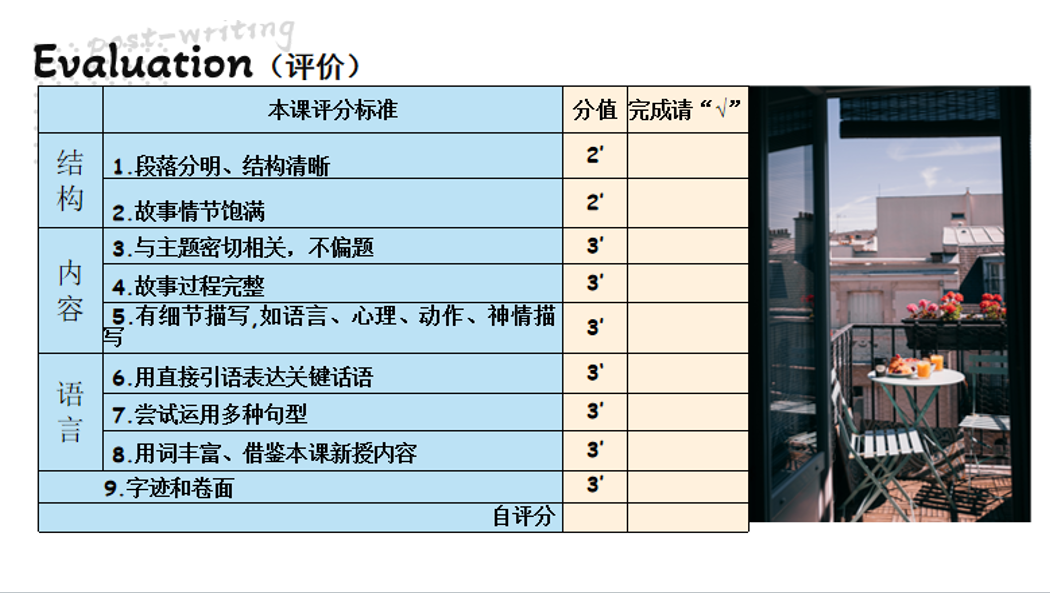 post-writing
Evaluation（评价）
本课评分标准 分值 完成请“√”
结构
1.段落分明、结构清晰 2’
2.故事情节饱满 2’
内容
3.与主题密切相关，不偏题 3’
4.故事过程完整 3’
5.有细节描写,如语言、心理、动作、神情描
写 3’
语言
6.用直接引语表达关键话语 3’
7.尝试运用多种句型 3’
8.用词丰富、借鉴本课新授内容 3’
9.字迹和卷面 3’
自评分